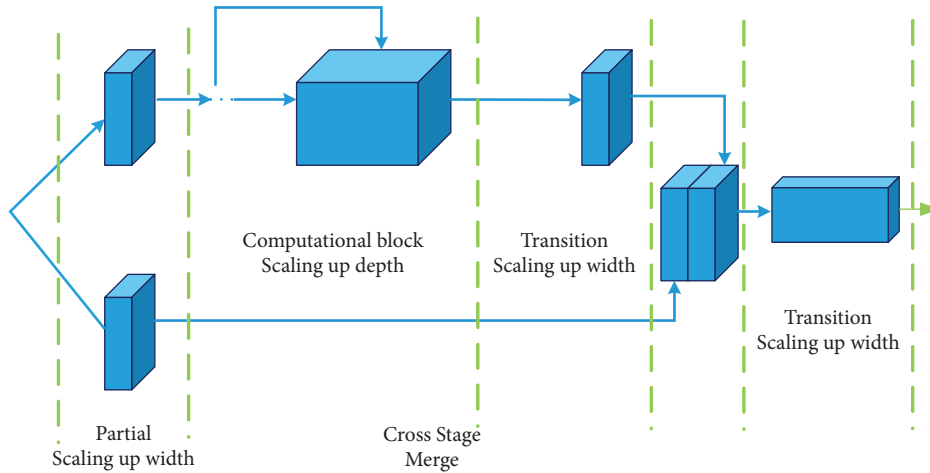 Computational block
Scaling up depth
Transition
Scaling up width
Transition
Scaling up width
Partial
Scaling up width
Cross Stage
Merge